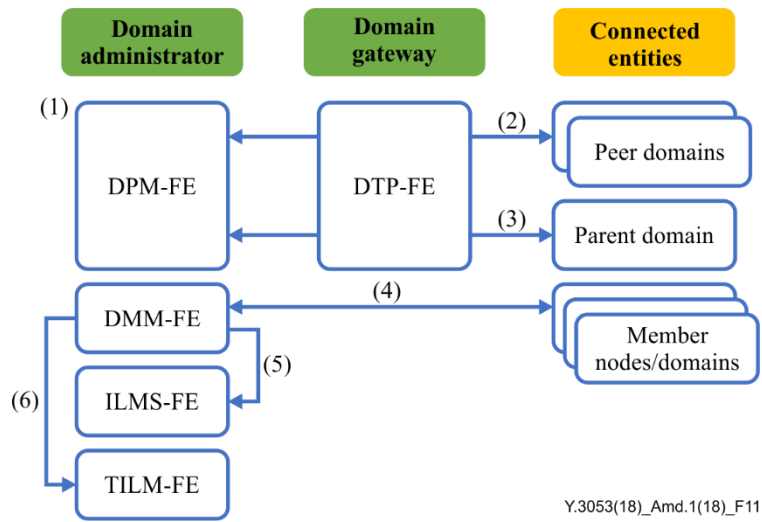 Domain
administrator
Domain
gateway
Connected
entities
(1)
DPM-FE
DTP-FE
(2)
Peer domains
(3)
Parent domain
DMM-FE
(4)
Member
nodes/domains
(5)
ILMS-FE
(6)
TILM-FE
Y.3053(18)_Amd.1(18)_F11